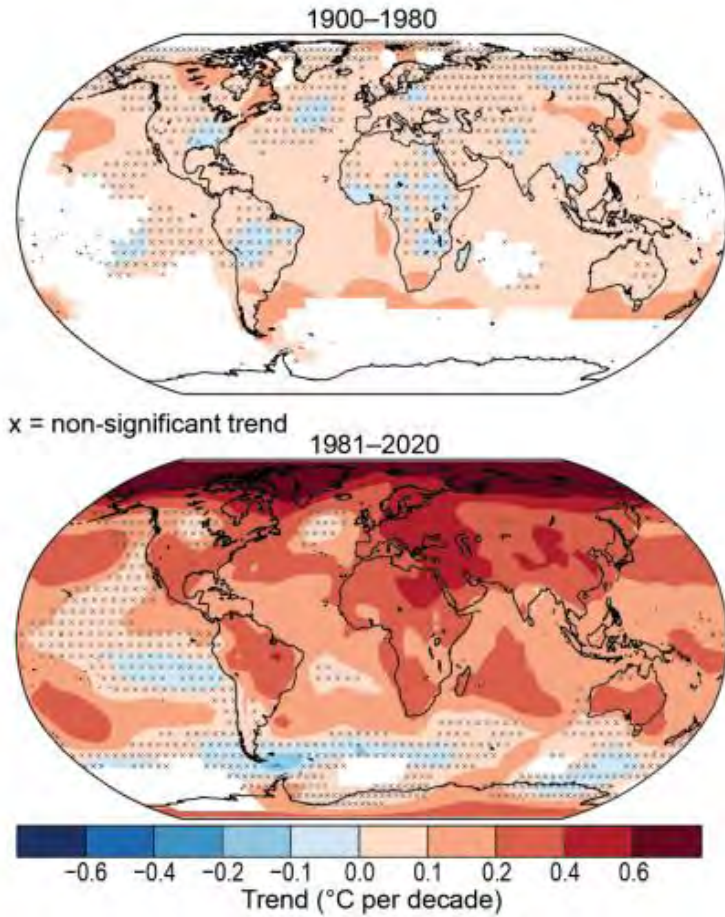 1900–1980
x = non-significant trend
1981–2020
−0.6 −0.4 −0.2 −0.1 0.0 0.1 0.2 0.4 0.6
Trend (°C per decade)